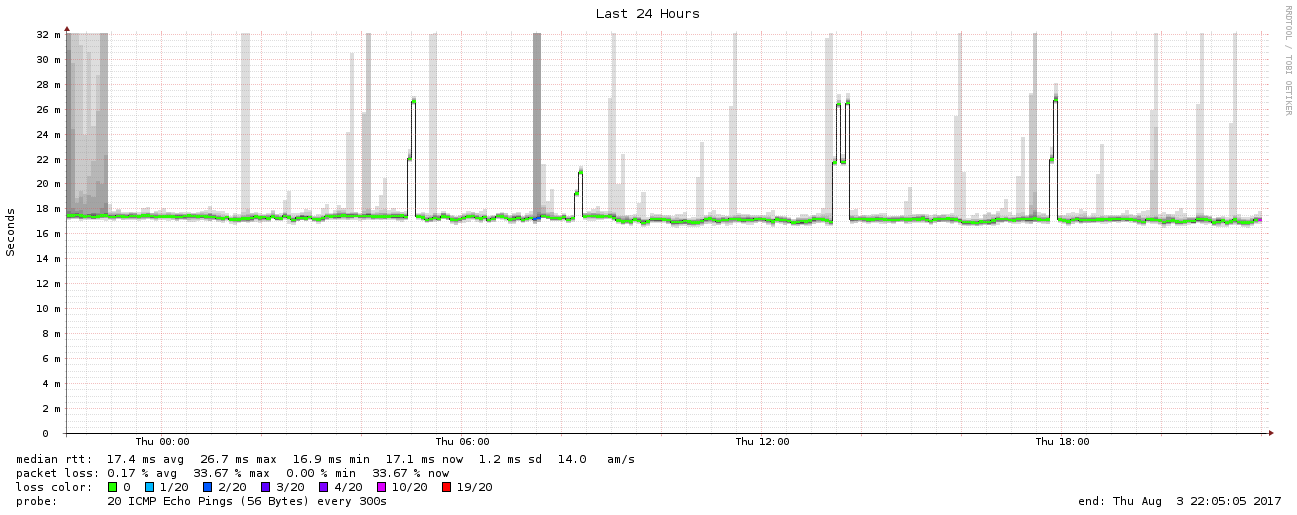 Last 24 Hours
RRDTOOL / TOBI OETIKER
Seconds
32 m
30 m
28 m
26 m
24 m
22 m
20 m
18 m
16 m
14 m
12 m
10 m
8 m
6 m
4 m
2 m
0
Thu 00:00 Thu 06:00 Thu 12:00 Thu 18:00
median rtt: 17.4 ms avg 26.7 ms max 16.9 ms min 17.1 ms now 1.2 ms sd 14.0 am/s
packet loss: 0.17 % avg 33.67 % max 0.00 % min 33.67 % now
loss color: 0 1/20 2/20 3/20 4/20 10/20 19/20
probe: 20 ICMP Echo Pings (56 Bytes) every 300s end: Thu Aug 3 22:05:05 2017